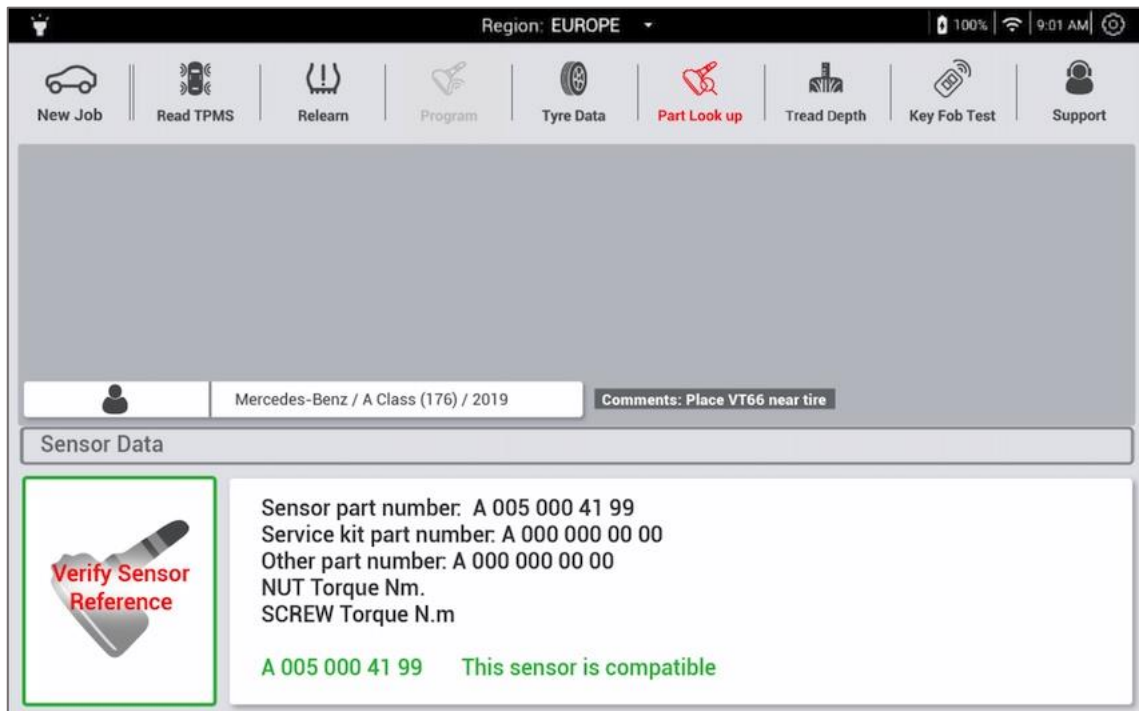 Region: EUROPE
100%
9:01 AM
New Job
Read TPMS
Relearn
Program
Tyre Data
Part Look up
Tread Depth
Key Fob Test
Support
Mercedes-Benz / A Class (176) / 2019
Comments: Place VT66 near tire
Sensor Data
Verify Sensor
Reference
Sensor part number: A 005 000 41 99
Service kit part number: A 000 000 00 00
Other part number: A 000 000 00 00
NUT Torque Nm.
SCREW Torque N.m
A 005 000 41 99 This sensor is compatible